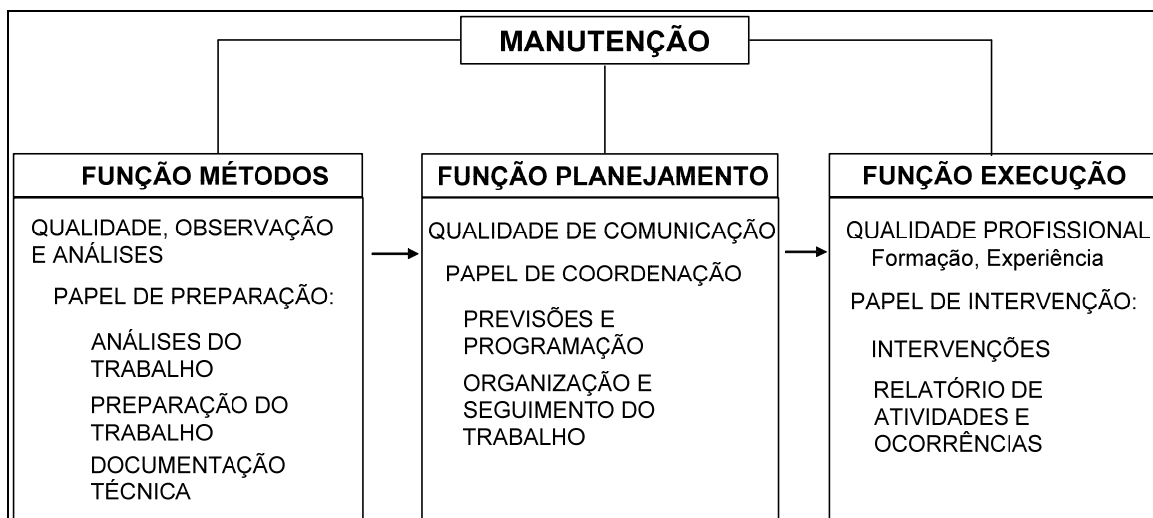 MANUTENÇÃO
FUNÇÃO MÉTODOS
QUALIDADE, OBSERVAÇÃO
E ANÁLISES
PAPEL DE PREPARAÇÃO:
ANÁLISES DO
TRABALHO
PREPARAÇÃO DO
TRABALHO
DOCUMENTAÇÃO
TÉCNICA
FUNÇÃO PLANEJAMENTO
QUALIDADE DE COMUNICAÇÃO
PAPEL DE COORDENAÇÃO
PREVISÕES E
PROGRAMAÇÃO
ORGANIZAÇÃO E
SEGUIMENTO DO
TRABALHO
FUNÇÃO EXECUÇÃO
QUALIDADE PROFISSIONAL
Formação, Experiência
PAPEL DE INTERVENÇÃO:
INTERVENÇÕES
RELATÓRIO DE
ATIVIDADES E
OCORRÊNCIAS